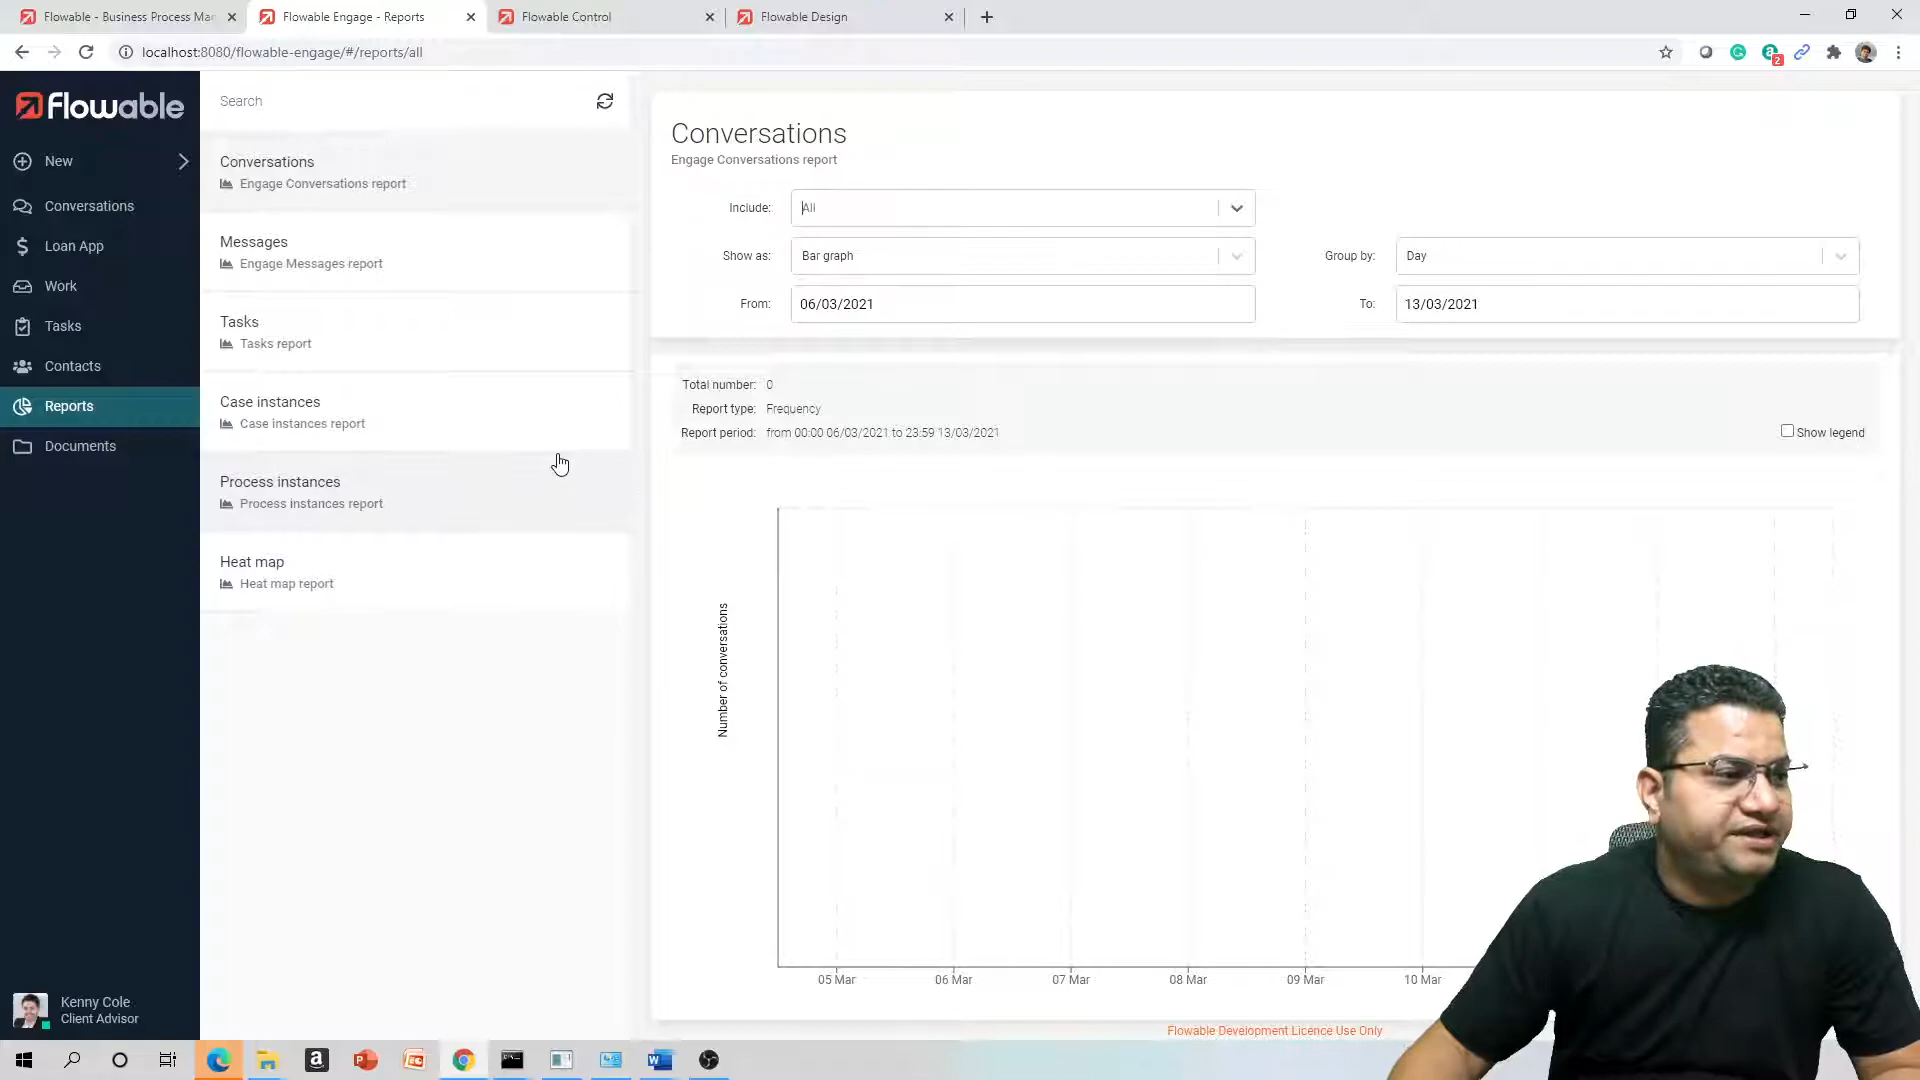 Flowable - Business Process Ma
Flowable Engage - Reports
Flowable Control
Flowable Design
localhost:8080/flowable-engage/#/reports/all
2
Flowable
New
Conversations
Loan App
Work
Tasks
Contacts
Reports
Documents
Kenny Cole
Client Advisor
Search
Conversations
Engage Conversations report
Messages
Engage Messages report
Tasks
Tasks report
Case instances
Case instances report
Process instances
Process instances report
Heat map
Heat map report
Conversations
Engage Conversations report
Include: All
Show as: Bar graph Group by: Day
From: 06/03/2021 To: 13/03/2021
Total number: 0
Report type: Frequency
Report period: from 00:00 06/03/2021 to 23:59 13/03/2021
Show legend
Number of conversations
05 Mar 06 Mar 07 Mar 08 Mar 09 Mar 10 Mar
Flowable Development Licence Use Only